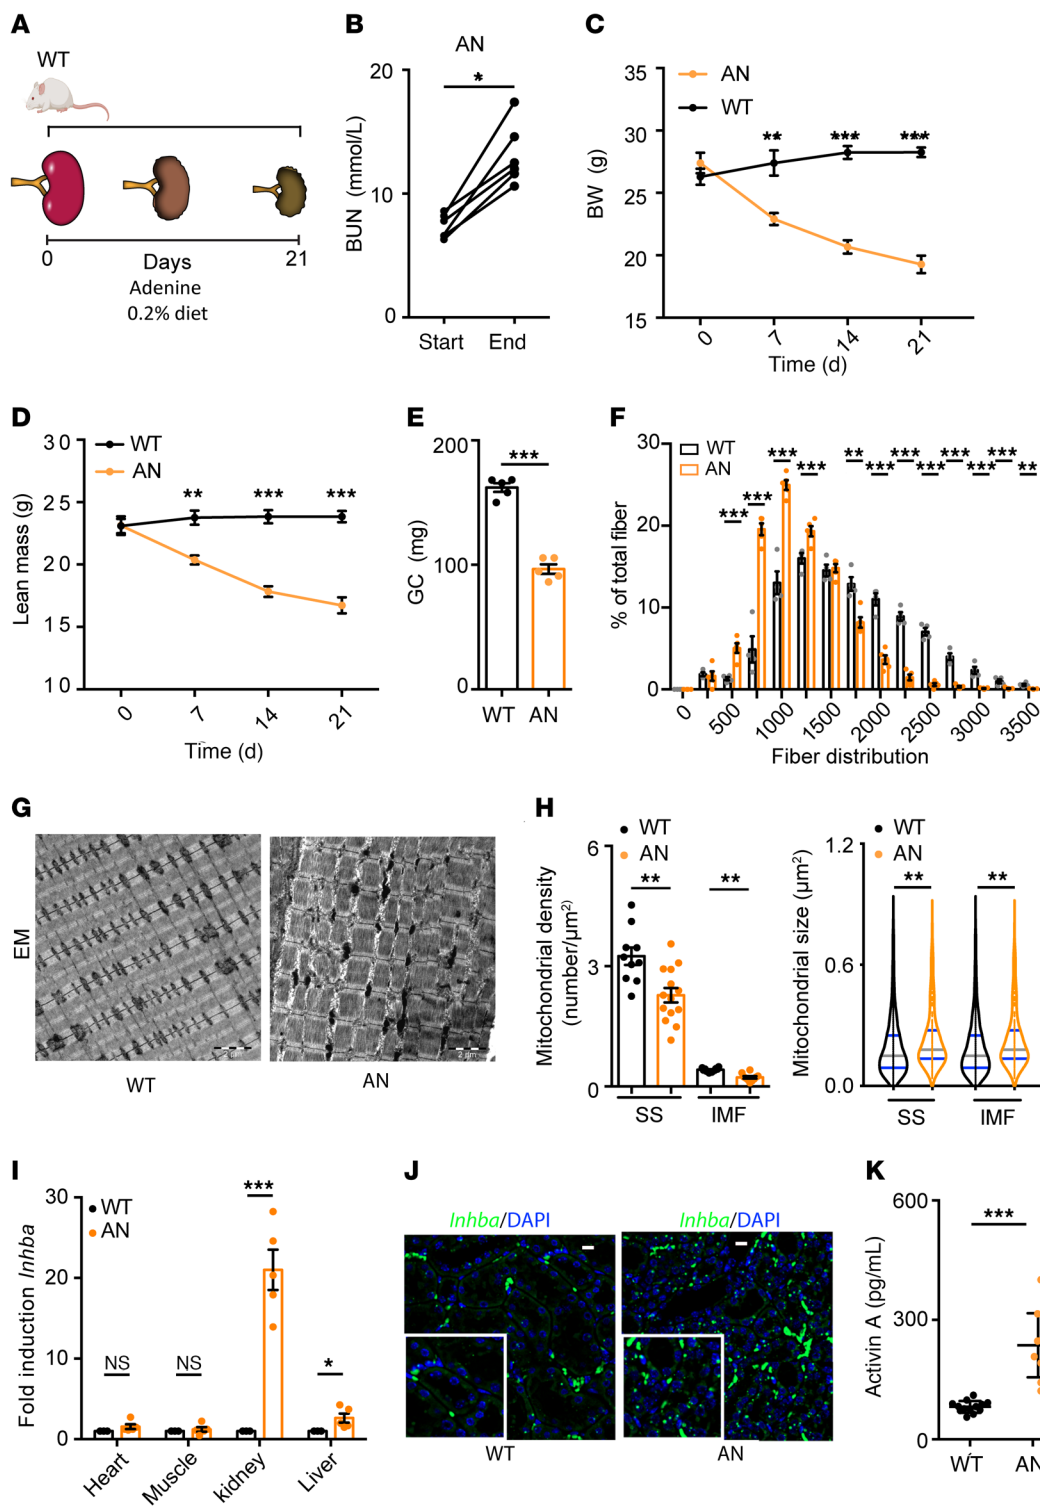 A
WT
0
Days
21
Adenine
0.2% diet
B
AN
*
20
10
0
BUN (mmol/L)
Start
End
C
AN
WT
35
30
25
20
15
BW (g)
**
***
***
0
7
14
21
Time (d)
D
WT
AN
30
25
20
15
10
Lean mass (g)
**
***
***
0
7
14
21
Time (d)
E
200
100
0
GC (mg)
***
WT
AN
F
WT
AN
30
20
10
0
% of total fiber
***
***
***
***
**
***
***
***
***
***
***
**
0
500
1000
1500
2000
2500
3000
3500
Fiber distribution
G
EM
2 µm
2 µm
WT
AN
H
WT
AN
6
3
0
Mitochondrial density
(number/µm²)
**
**
SS
IMF
WT
AN
1.2
0.6
0.0
Mitochondrial size (µm²)
**
**
SS
IMF
I
WT
AN
30
20
10
0
Fold induction Inhba
NS
NS
***
*
Heart
Muscle
kidney
Liver
J
Inhba/DAPI
Inhba/DAPI
WT
AN
K
600
300
0
Activin A (pg/mL)
***
WT
AN